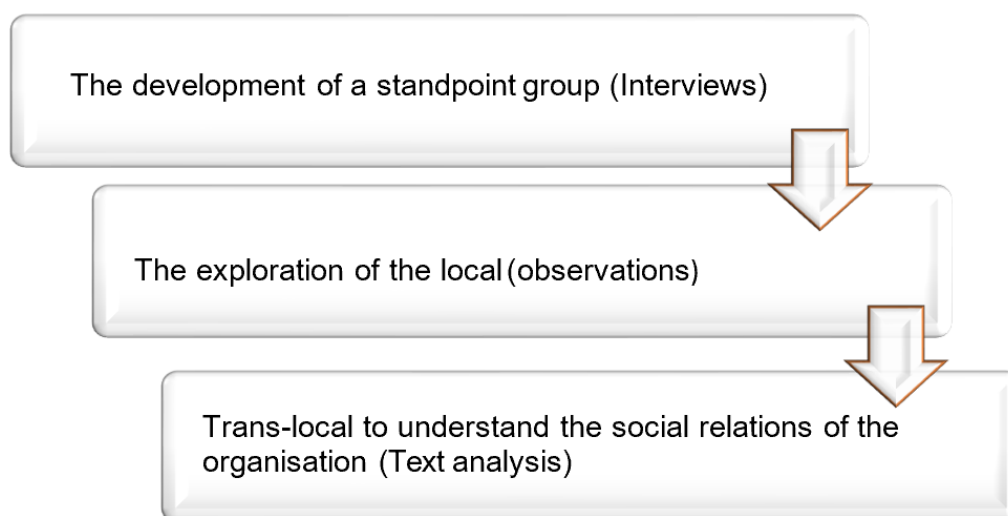 The development of a standpoint group (Interviews)
The exploration of the local (observations)
Trans-local to understand the social relations of the
organisation (Text analysis)